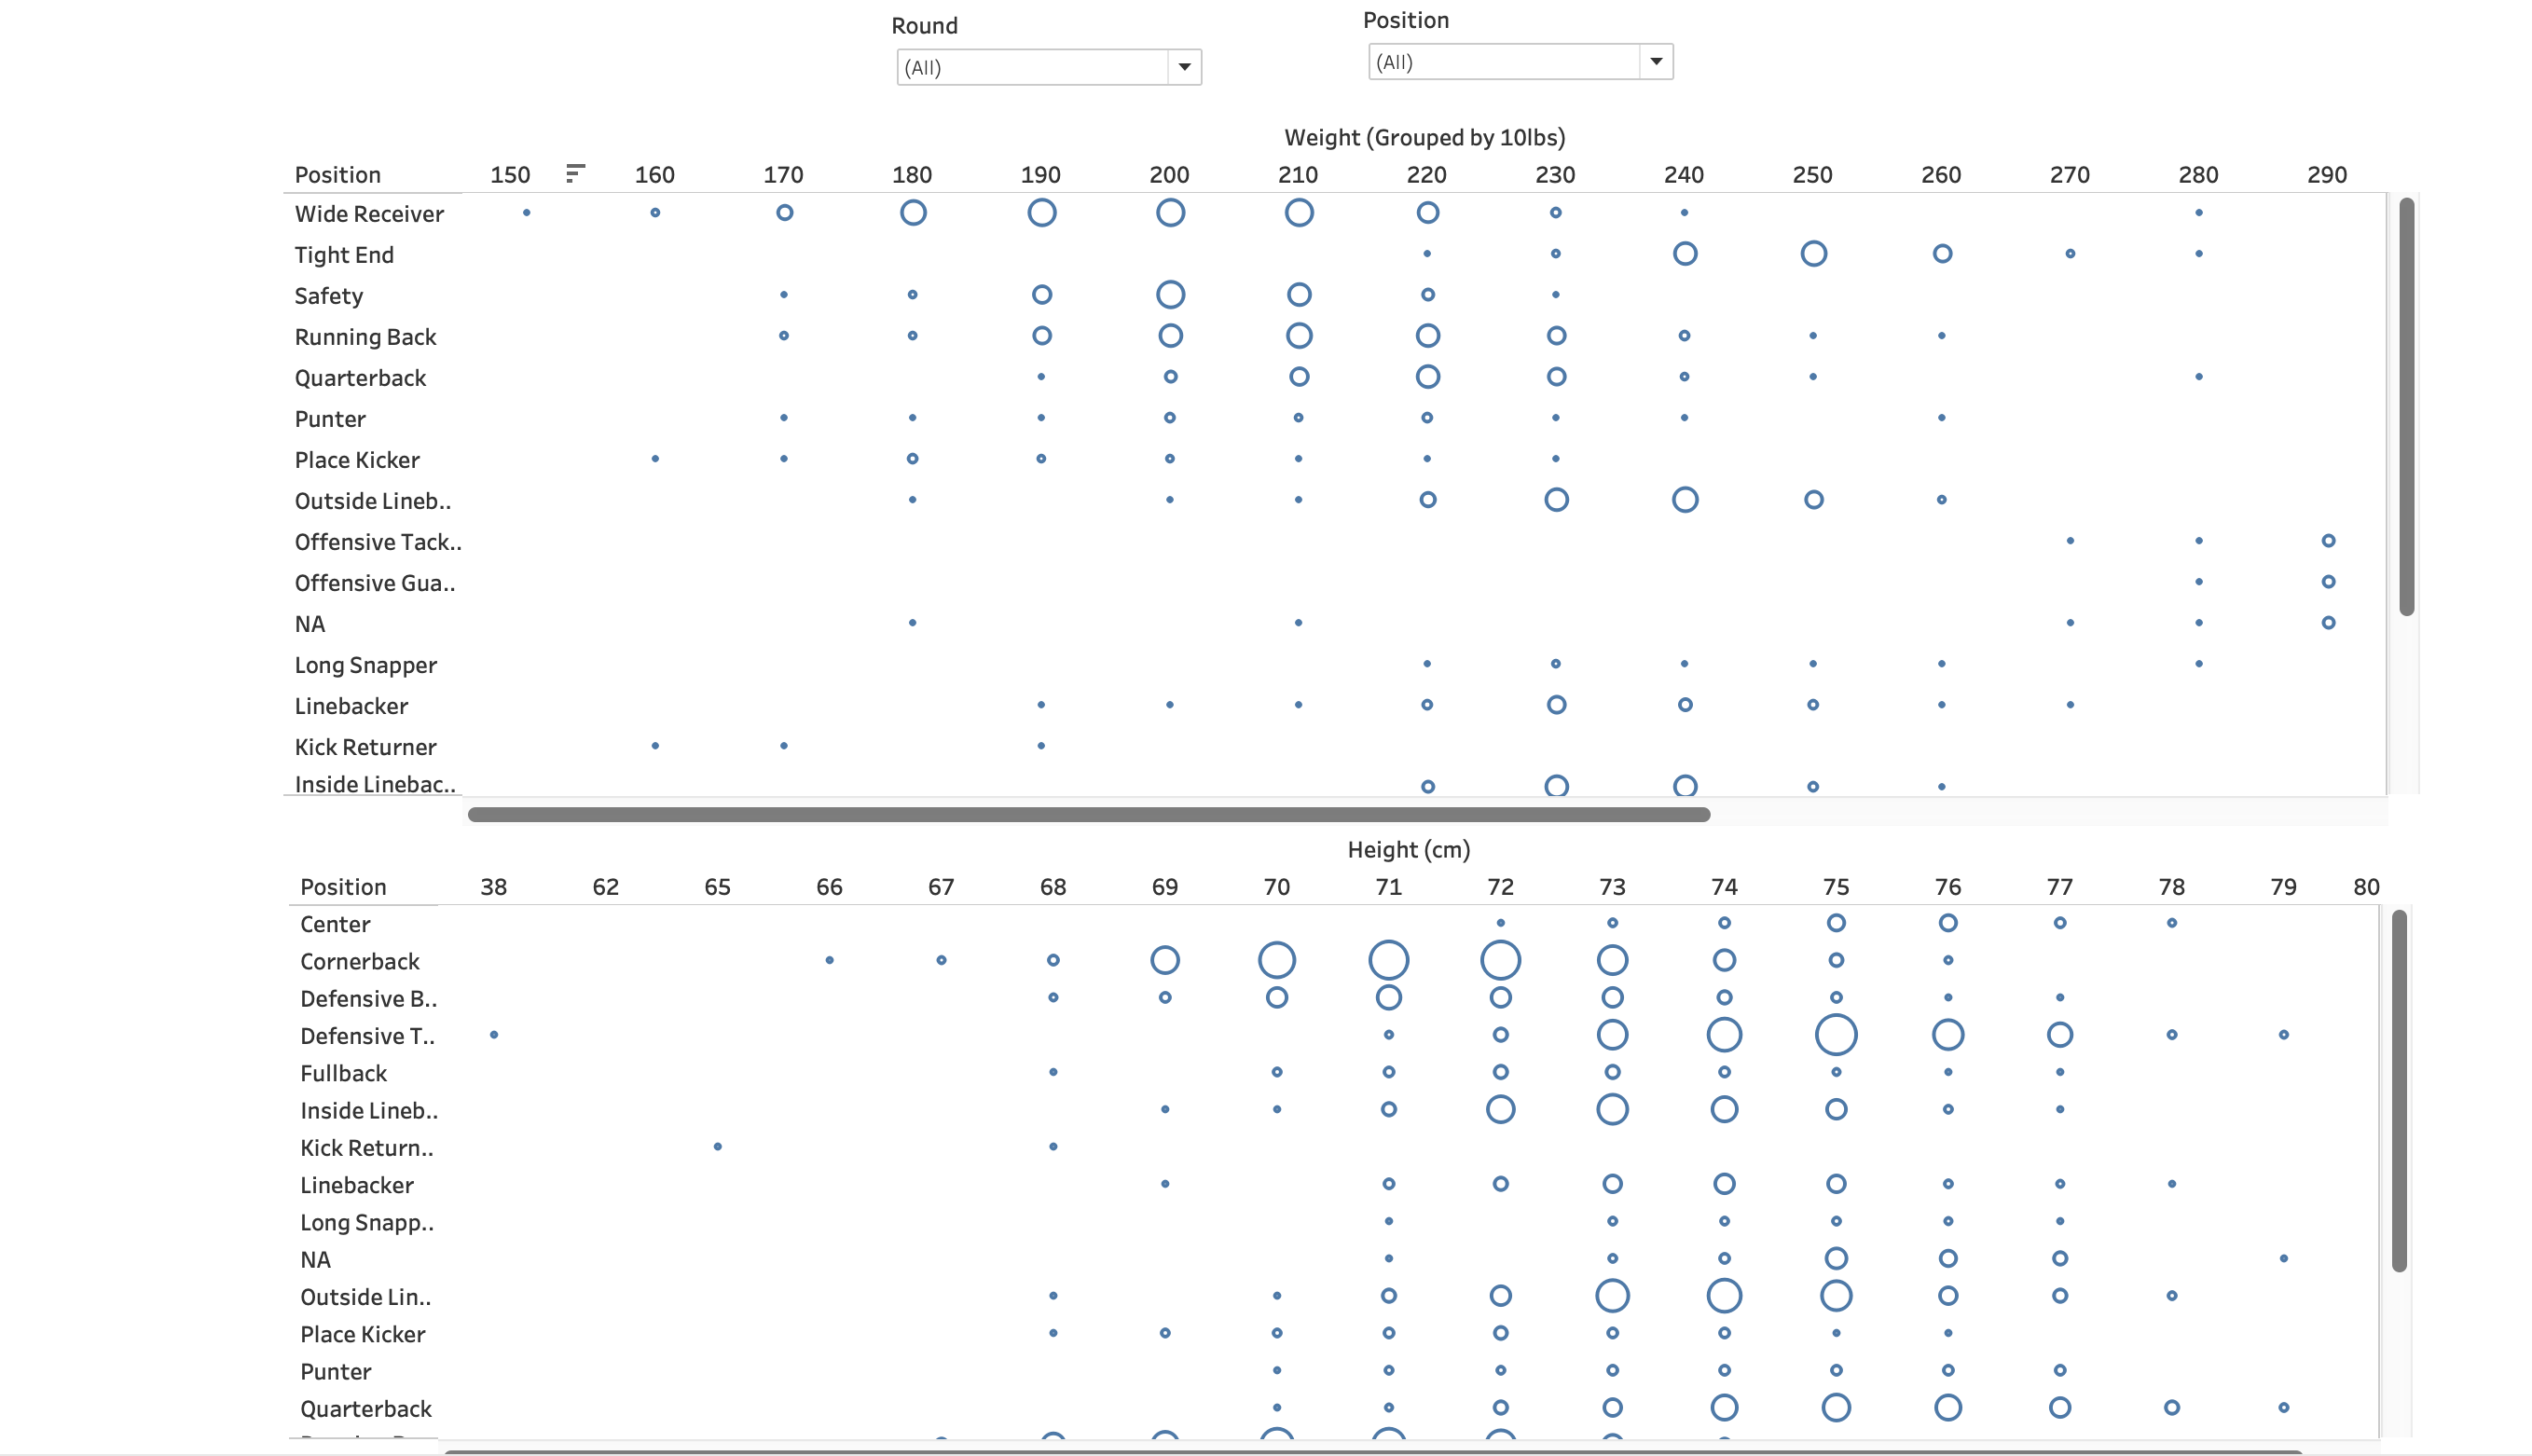 Round
Position
(All)
(All)
Weight (Grouped by 10lbs)
Position 150 160 170 180 190 200 210 220 230 240 250 260 270 280 290
Wide Receiver
Tight End
Safety
Running Back
Quarterback
Punter
Place Kicker
Outside Lineb..
Offensive Tack..
Offensive Gua..
NA
Long Snapper
Linebacker
Kick Returner
Inside Linebac..
Height (cm)
Position 38 62 65 66 67 68 69 70 71 72 73 74 75 76 77 78 79 80
Center
Cornerback
Defensive B..
Defensive T..
Fullback
Inside Lineb..
Kick Return..
Linebacker
Long Snapp..
NA
Outside Lin..
Place Kicker
Punter
Quarterback